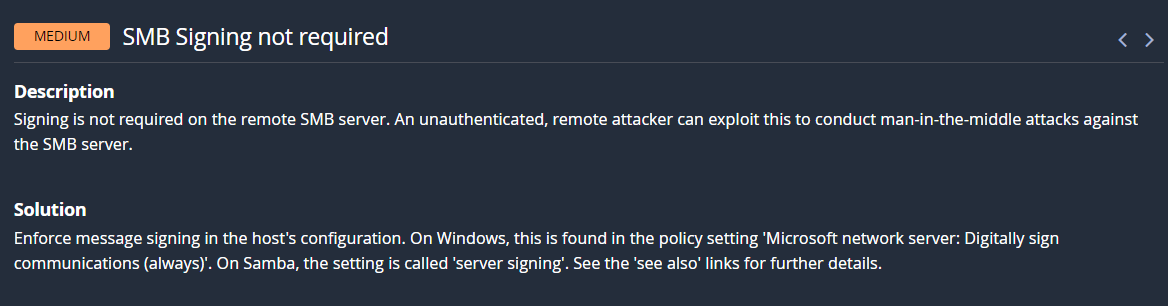 MEDIUM SMB Signing not required
Description
Signing is not required on the remote SMB server. An unauthenticated, remote attacker can exploit this to conduct man-in-the-middle attacks against
the SMB server.
Solution
Enforce message signing in the host's configuration. On Windows, this is found in the policy setting 'Microsoft network server: Digitally sign
communications (always)'. On Samba, the setting is called 'server signing'. See the 'see also' links for further details.